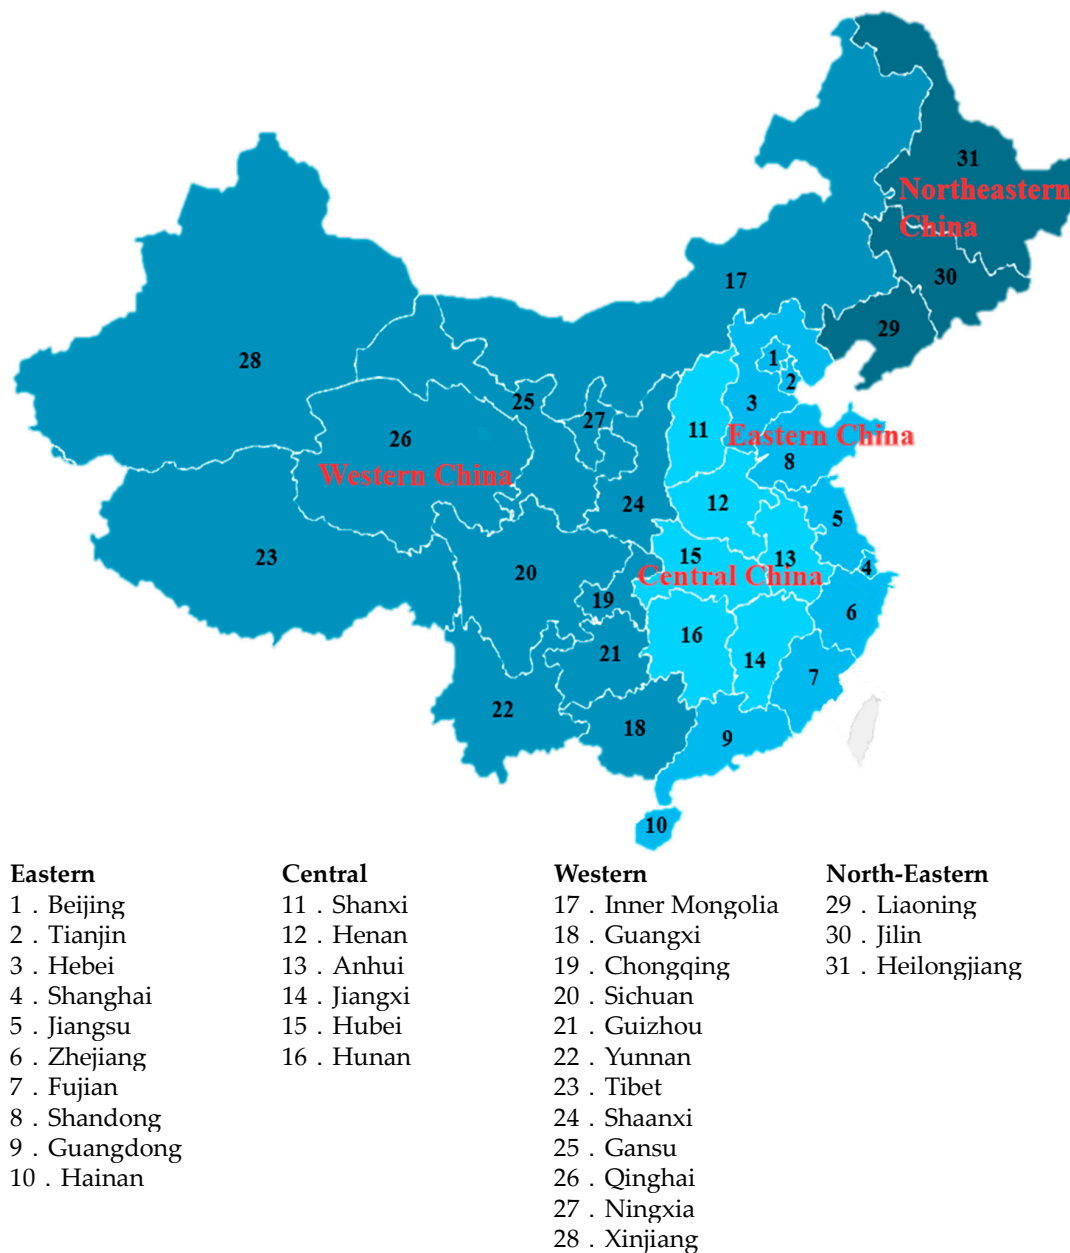 31
Northeastern
China
30
17
29
28
1
2
25
3
27
26
11
Eastern China
8
Western China
24
12
5
23
15
13
4
20
Central China
19
6
16
21
14
7
22
18
9
10
Eastern
1 . Beijing
2 . Tianjin
3 . Hebei
4 . Shanghai
5 . Jiangsu
6 . Zhejiang
7 . Fujian
8 . Shandong
9 . Guangdong
10 . Hainan
Central
11 . Shanxi
12 . Henan
13 . Anhui
14 . Jiangxi
15 . Hubei
16 . Hunan
Western
17 . Inner Mongolia
18 . Guangxi
19 . Chongqing
20 . Sichuan
21 . Guizhou
22 . Yunnan
23 . Tibet
24 . Shaanxi
25 . Gansu
26 . Qinghai
27 . Ningxia
28 . Xinjiang
North-Eastern
29 . Liaoning
30 . Jilin
31 . Heilongjiang